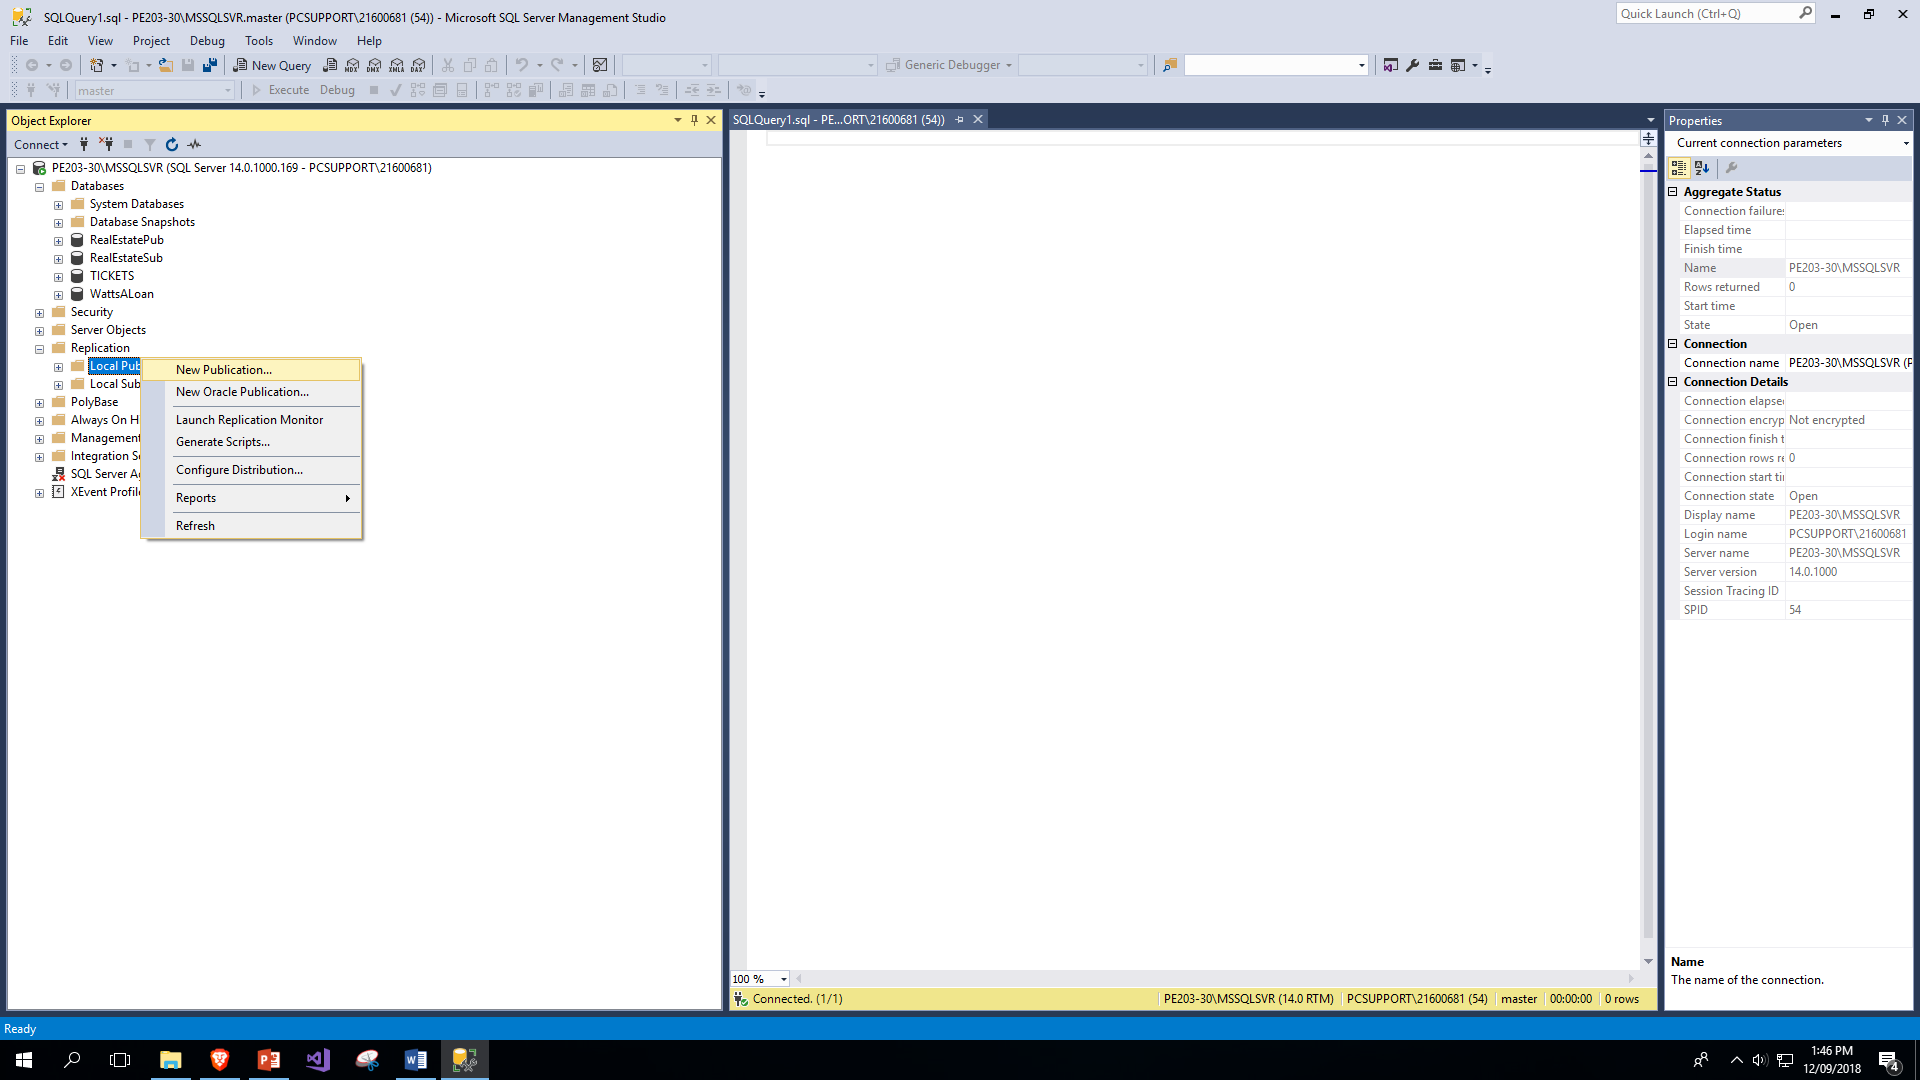 SQLQuery1.sql - PE203-30\MSSQLSVR.master (PCSUPPORT\21600681 (54)) - Microsoft SQL Server Management Studio
Quick Launch (Ctrl+Q)
File Edit View Project Debug Tools Window Help
New Query
MDX DMX XMLA DAX
Generic Debugger
master
Execute Debug
Object Explorer
Connect
PE203-30\MSSQLSVR (SQL Server 14.0.1000.169 - PCSUPPORT\21600681)
Databases
System Databases
Database Snapshots
RealEstatePub
RealEstateSub
TICKETS
WattsALoan
Security
Server Objects
Replication
Local Pub
Local Sub
PolyBase
Always On H
Management
Integration S
SQL Server A
XEvent Profile
New Publication...
New Oracle Publication...
Launch Replication Monitor
Generate Scripts...
Configure Distribution...
Reports
Refresh
SQLQuery1.sql - PE...ORT\21600681 (54))
100 %
Connected. (1/1)
PE203-30\MSSQLSVR (14.0 RTM) PCSUPPORT\21600681 (54) master 00:00:00 0 rows
Properties
Current connection parameters
Aggregate Status
Connection failures
Elapsed time
Finish time
Name PE203-30\MSSQLSVR
Rows returned 0
Start time
State Open
Connection
Connection name PE203-30\MSSQLSVR (P
Connection Details
Connection elapse
Connection encryp Not encrypted
Connection finish t
Connection rows re 0
Connection start ti
Connection state Open
Display name PE203-30\MSSQLSVR
Login name PCSUPPORT\21600681
Server name PE203-30\MSSQLSVR
Server version 14.0.1000
Session Tracing ID
SPID 54
Name
The name of the connection.
Ready
1:46 PM
12/09/2018
4